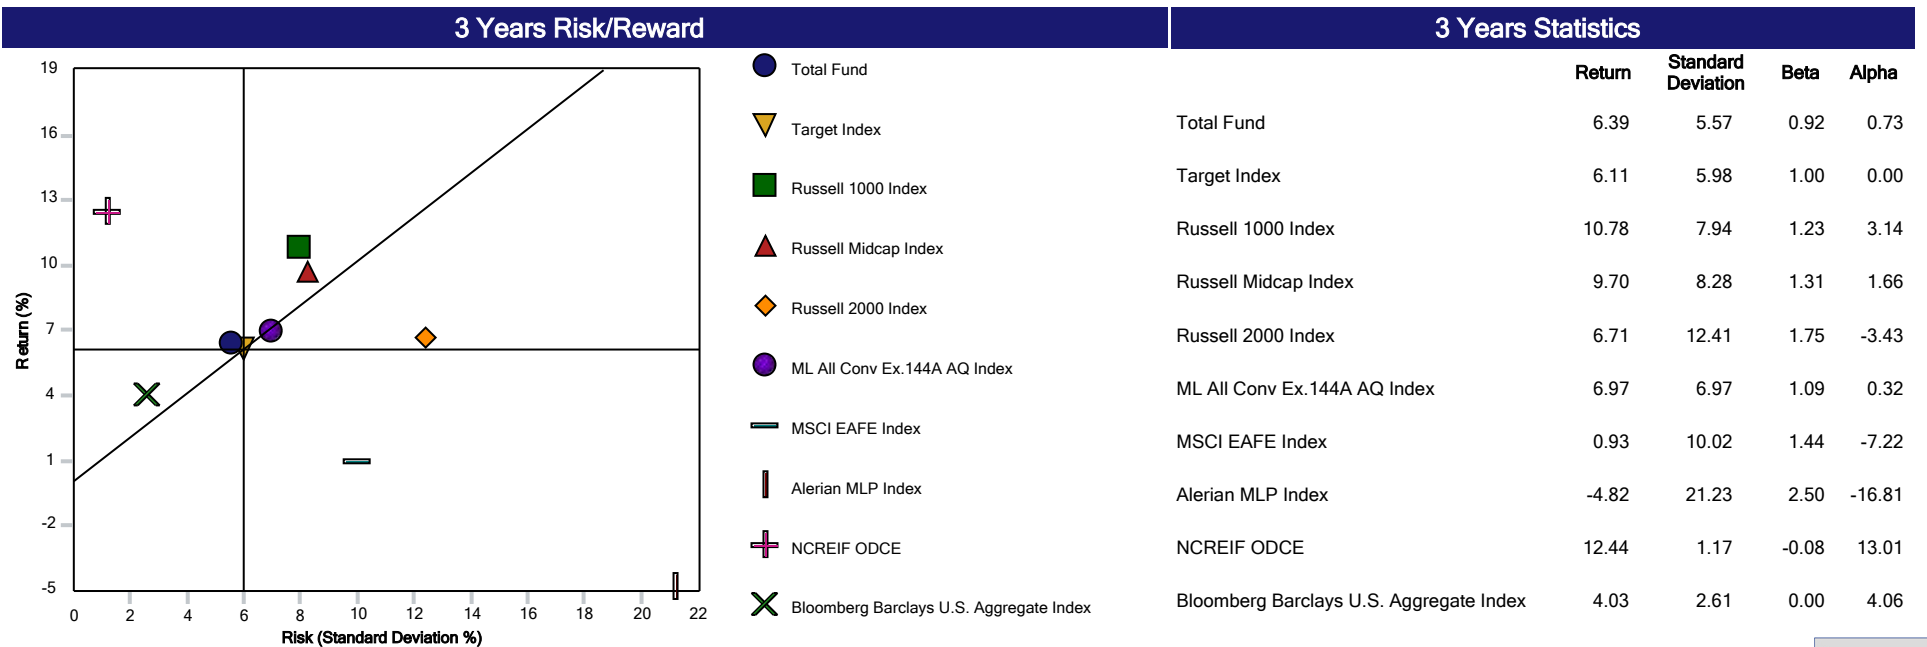 3 Years Risk/Reward
19
16
13
10
7
4
1
-2
-5
Return (%)
0 2 4 6 8 10 12 14 16 18 20 22
Risk (Standard Deviation %)
Total Fund
Target Index
Russell 1000 Index
Russell Midcap Index
Russell 2000 Index
ML All Conv Ex.144A AQ Index
MSCI EAFE Index
Alerian MLP Index
NCREIF ODCE
Bloomberg Barclays U.S. Aggregate Index
3 Years Statistics
Return Standard Deviation Beta Alpha
Total Fund 6.39 5.57 0.92 0.73
Target Index 6.11 5.98 1.00 0.00
Russell 1000 Index 10.78 7.94 1.23 3.14
Russell Midcap Index 9.70 8.28 1.31 1.66
Russell 2000 Index 6.71 12.41 1.75 -3.43
ML All Conv Ex.144A AQ Index 6.97 6.97 1.09 0.32
MSCI EAFE Index 0.93 10.02 1.44 -7.22
Alerian MLP Index -4.82 21.23 2.50 -16.81
NCREIF ODCE 12.44 1.17 -0.08 13.01
Bloomberg Barclays U.S. Aggregate Index 4.03 2.61 0.00 4.06